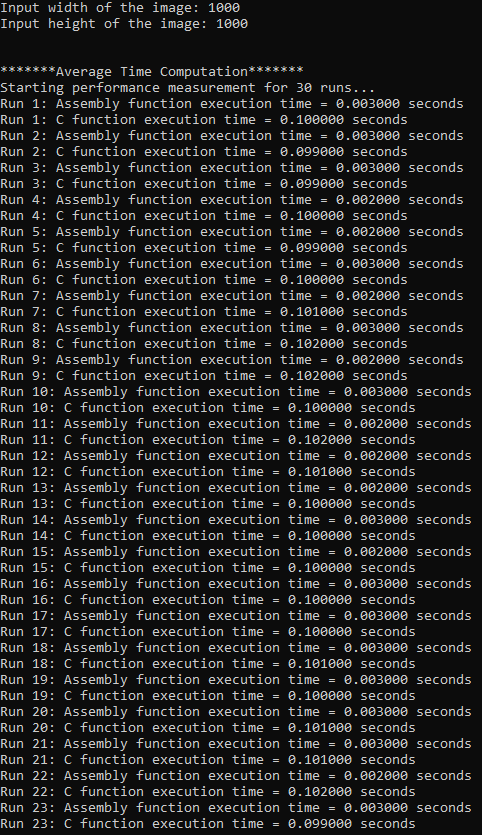 Input width of the image: 1000
Input height of the image: 1000
*******Average Time Computation*******
Starting performance measurement for 30 runs...
Run 1: Assembly function execution time = 0.003000 seconds
Run 1: C function execution time = 0.100000 seconds
Run 2: Assembly function execution time = 0.003000 seconds
Run 2: C function execution time = 0.099000 seconds
Run 3: Assembly function execution time = 0.003000 seconds
Run 3: C function execution time = 0.099000 seconds
Run 4: Assembly function execution time = 0.002000 seconds
Run 4: C function execution time = 0.100000 seconds
Run 5: Assembly function execution time = 0.002000 seconds
Run 5: C function execution time = 0.099000 seconds
Run 6: Assembly function execution time = 0.003000 seconds
Run 6: C function execution time = 0.100000 seconds
Run 7: Assembly function execution time = 0.002000 seconds
Run 7: C function execution time = 0.101000 seconds
Run 8: Assembly function execution time = 0.003000 seconds
Run 8: C function execution time = 0.102000 seconds
Run 9: Assembly function execution time = 0.002000 seconds
Run 9: C function execution time = 0.102000 seconds
Run 10: Assembly function execution time = 0.003000 seconds
Run 10: C function execution time = 0.100000 seconds
Run 11: Assembly function execution time = 0.002000 seconds
Run 11: C function execution time = 0.102000 seconds
Run 12: Assembly function execution time = 0.002000 seconds
Run 12: C function execution time = 0.101000 seconds
Run 13: Assembly function execution time = 0.002000 seconds
Run 13: C function execution time = 0.100000 seconds
Run 14: Assembly function execution time = 0.003000 seconds
Run 14: C function execution time = 0.100000 seconds
Run 15: Assembly function execution time = 0.002000 seconds
Run 15: C function execution time = 0.100000 seconds
Run 16: Assembly function execution time = 0.003000 seconds
Run 16: C function execution time = 0.100000 seconds
Run 17: Assembly function execution time = 0.003000 seconds
Run 17: C function execution time = 0.100000 seconds
Run 18: Assembly function execution time = 0.003000 seconds
Run 18: C function execution time = 0.101000 seconds
Run 19: Assembly function execution time = 0.003000 seconds
Run 19: C function execution time = 0.100000 seconds
Run 20: Assembly function execution time = 0.003000 seconds
Run 20: C function execution time = 0.101000 seconds
Run 21: Assembly function execution time = 0.003000 seconds
Run 21: C function execution time = 0.101000 seconds
Run 22: Assembly function execution time = 0.002000 seconds
Run 22: C function execution time = 0.102000 seconds
Run 23: Assembly function execution time = 0.003000 seconds
Run 23: C function execution time = 0.099000 seconds